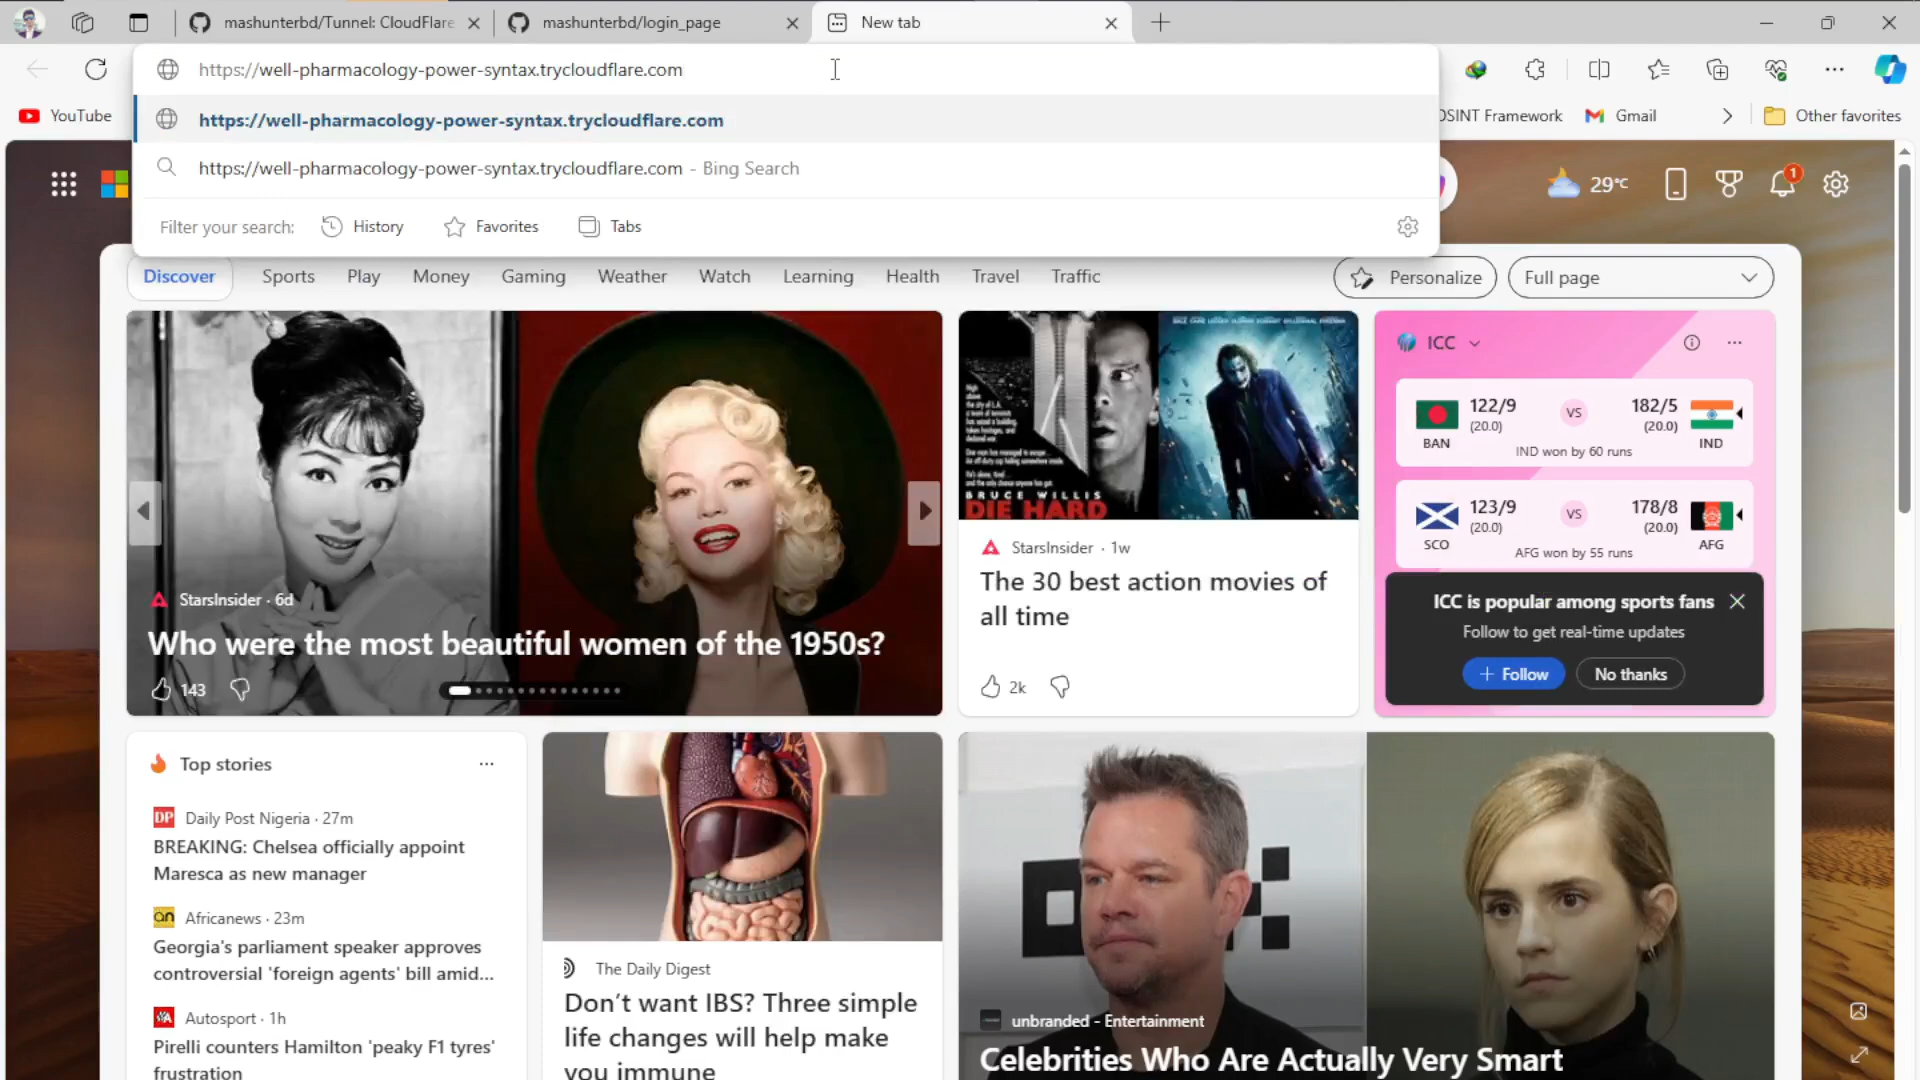 mashunterbd/Tunnel: CloudFlare
mashunterbd/login_page
New tab
https://well-pharmacology-power-syntax.trycloudflare.com
YouTube
https://well-pharmacology-power-syntax.trycloudflare.com
OSINT Framework
Gmail
Other favorites
https://well-pharmacology-power-syntax.trycloudflare.com - Bing Search
29°C
1
Filter your search:
History
Favorites
Tabs
Discover
Sports
Play
Money
Gaming
Weather
Watch
Learning
Health
Travel
Traffic
Personalize
Full page
StarsInsider · 6d
Who were the most beautiful women of the 1950s?
143
BRUCE WILLIS
DIE HARD
StarsInsider · 1w
The 30 best action movies of
all time
2k
ICC
122/9
(20.0)
BAN
VS
182/5
(20.0)
IND
IND won by 60 runs
123/9
(20.0)
SCO
VS
178/8
(20.0)
AFG
AFG won by 55 runs
ICC is popular among sports fans
Follow to get real-time updates
Follow
No thanks
Top stories
DP Daily Post Nigeria · 27m
BREAKING: Chelsea officially appoint
Maresca as new manager
an Africanews · 23m
Georgia's parliament speaker approves
controversial 'foreign agents' bill amid...
Autosport · 1h
Pirelli counters Hamilton 'peaky F1 tyres'
frustration
The Daily Digest
Don't want IBS? Three simple
life changes will help make
you immune
unbranded - Entertainment
Celebrities Who Are Actually Very Smart